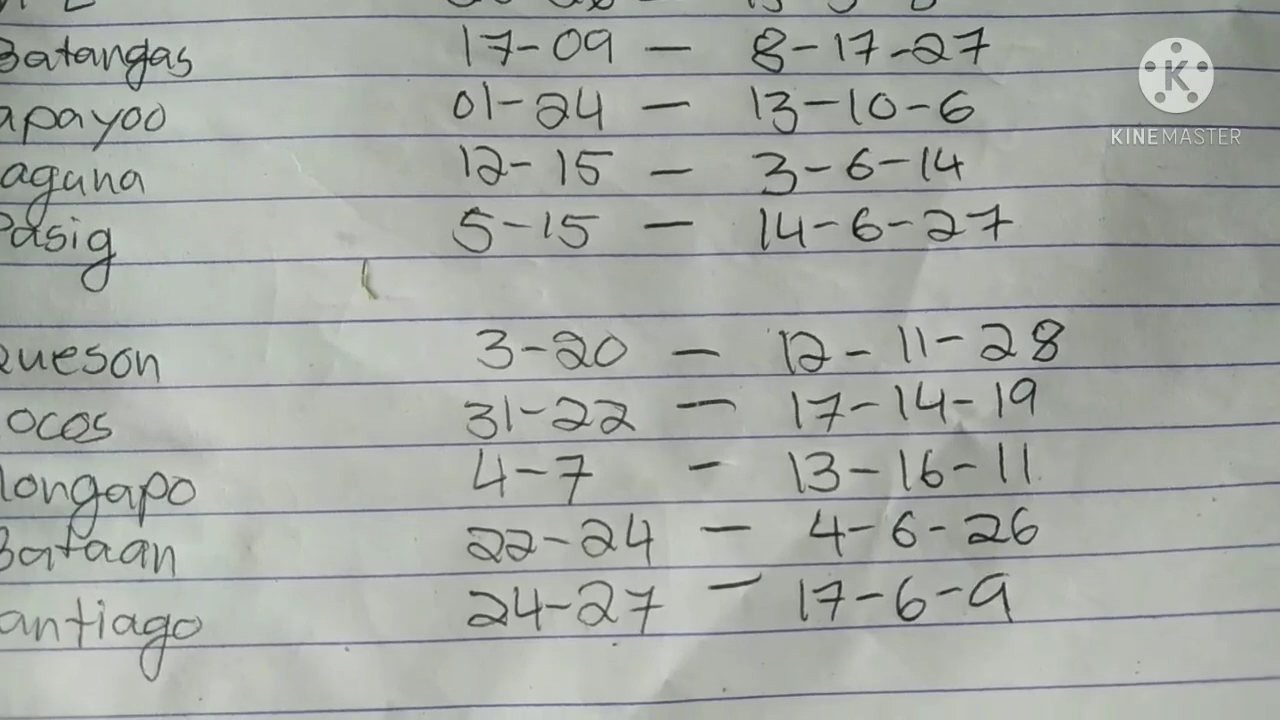 Batangas 17-09 — 8-17-27
apayoo 01-24 — 13-10-6
aguna 12-15 — 3-6-14
Pasig 5-15 — 14-6-27
Queson 3-20 — 12-11-28
ocos 31-22 — 17-14-19
longapo 4-7 - 13-16-11
Bataan 22-24 — 4-6-26
antiago 24-27 — 17-6-9
K
KINEMASTER